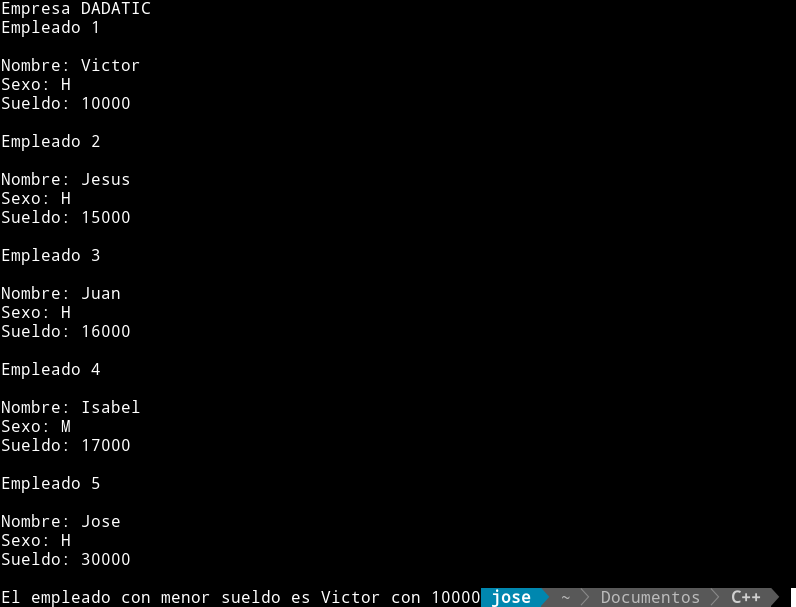 Empresa DADATIC
Empleado 1
Nombre: Victor
Sexo: H
Sueldo: 10000
Empleado 2
Nombre: Jesus
Sexo: H
Sueldo: 15000
Empleado 3
Nombre: Juan
Sexo: H
Sueldo: 16000
Empleado 4
Nombre: Isabel
Sexo: M
Sueldo: 17000
Empleado 5
Nombre: Jose
Sexo: H
Sueldo: 30000
El empleado con menor sueldo es Victor con 10000 jose ~ Documentos C++